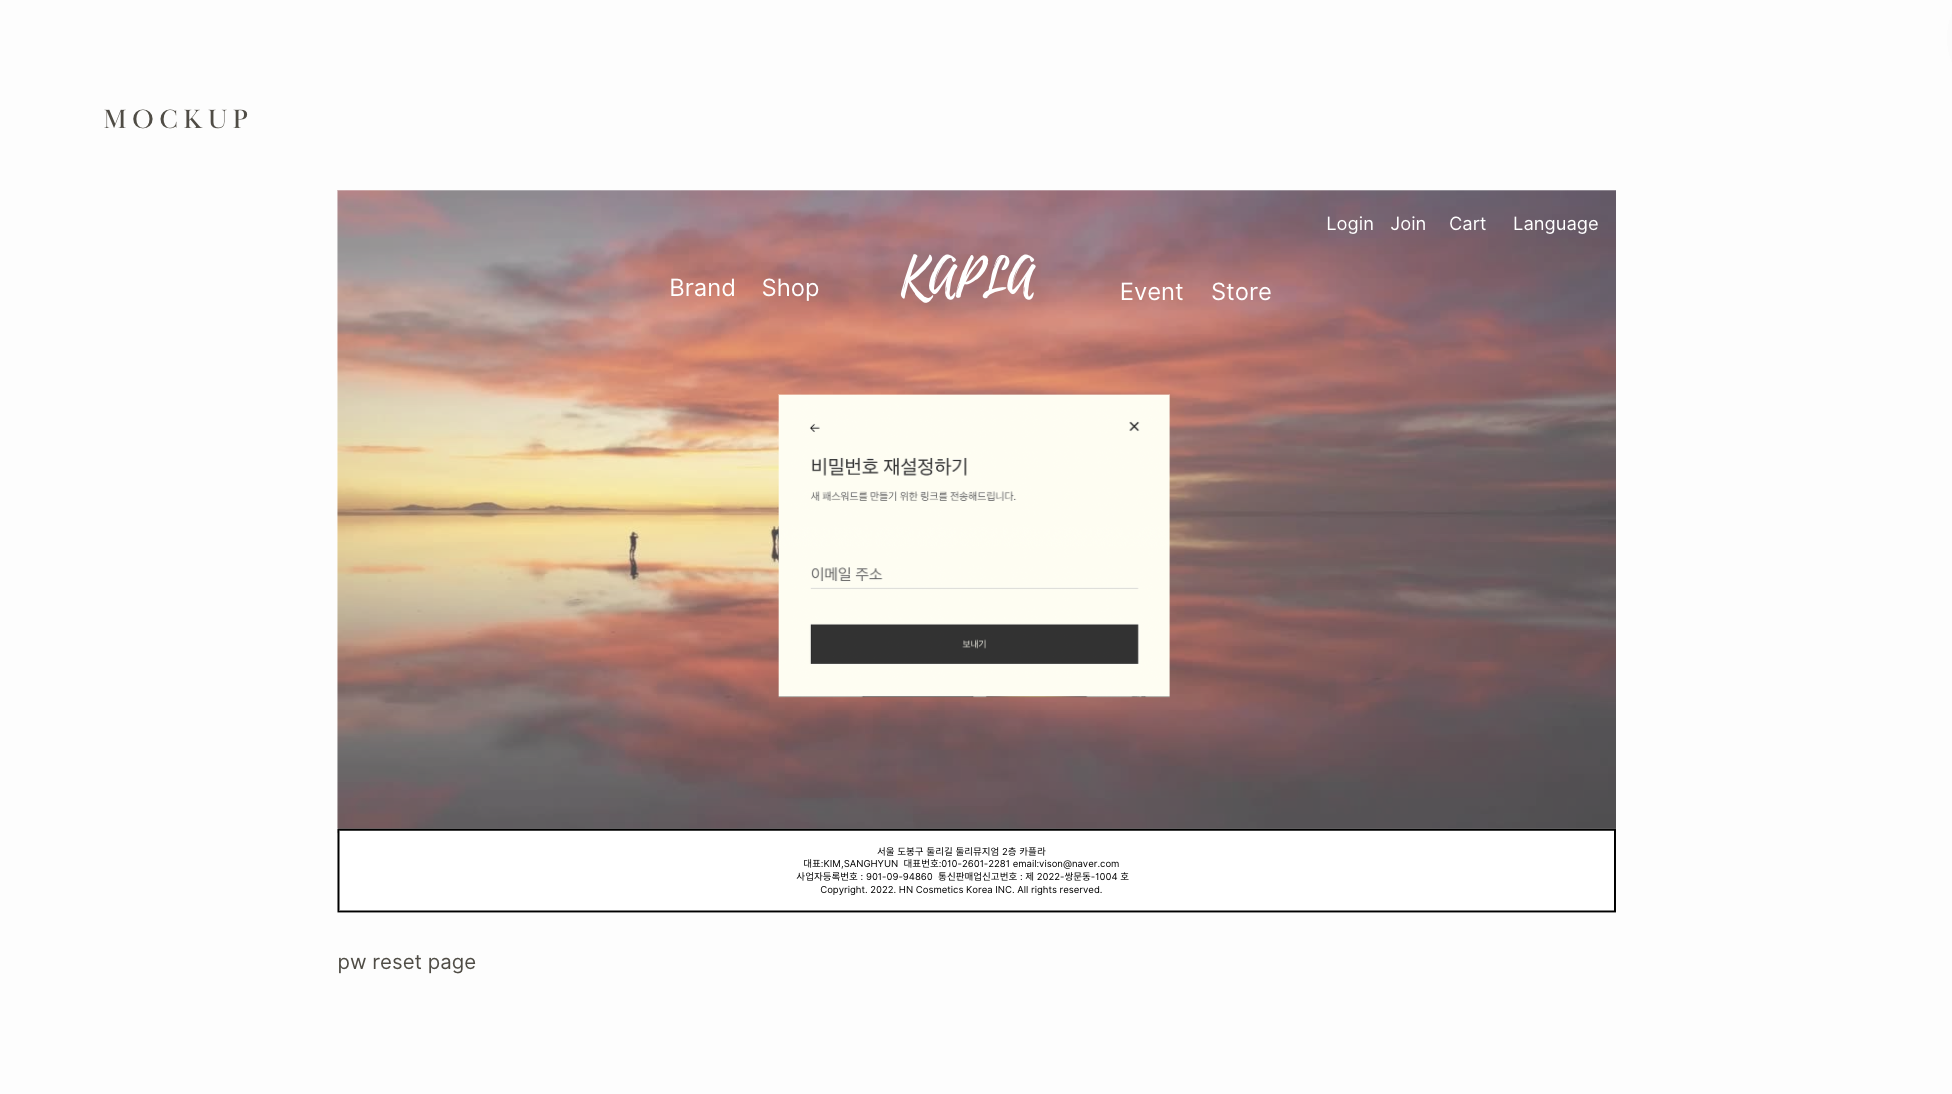 MOCKUP
Login Join Cart Language
Brand Shop KAPLA Event Store
← ✕
비밀번호 재설정하기
새 패스워드를 만들기 위한 링크를 전송해드립니다.
이메일 주소
보내기
서울 도봉구 둘리길 둘리뮤지엄 2층 카플라
대표:KIM,SANGHYUN 대표번호:010-2601-2281 email:vison@naver.com
사업자등록번호 : 901-09-94860 통신판매업신고번호 : 제 2022-쌍문동-1004 호
Copyright. 2022. HN Cosmetics Korea INC. All rights reserved.
pw reset page